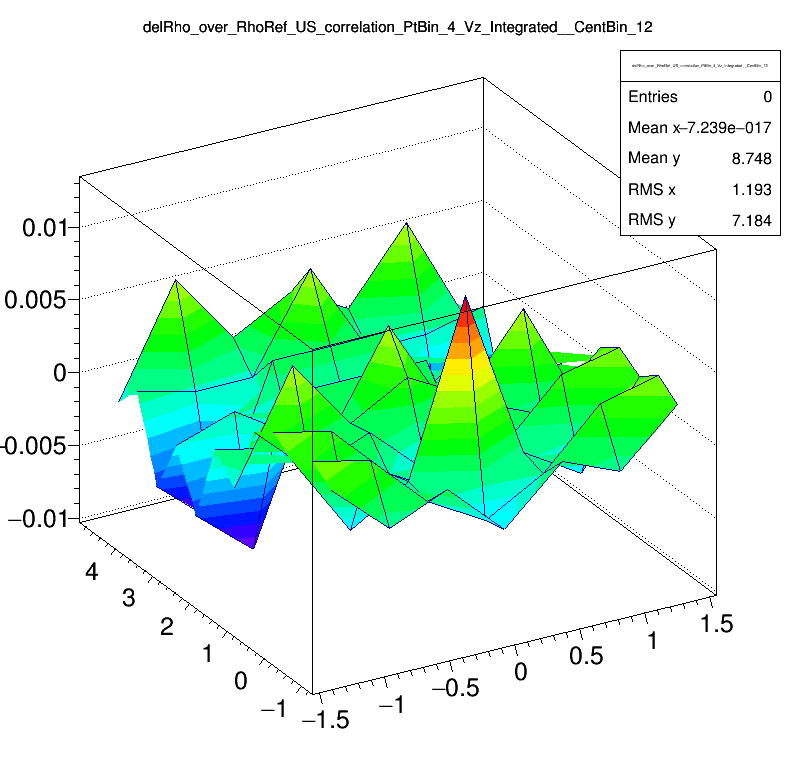 delRho_over_RhoRef_US_correlation_PtBin_4_Vz_Integrated__CentBin_12
delRho_over_RhoRef_US_correlation_PtBin_4_Vz_Integrated__CentBin_12
Entries 0
Mean x −7.239e−017
Mean y 8.748
RMS x 1.193
RMS y 7.184
0.01
0.005
0
−0.005
−0.01
4
3
2
1
0
−1
−1.5
−1
−0.5
0
0.5
1
1.5